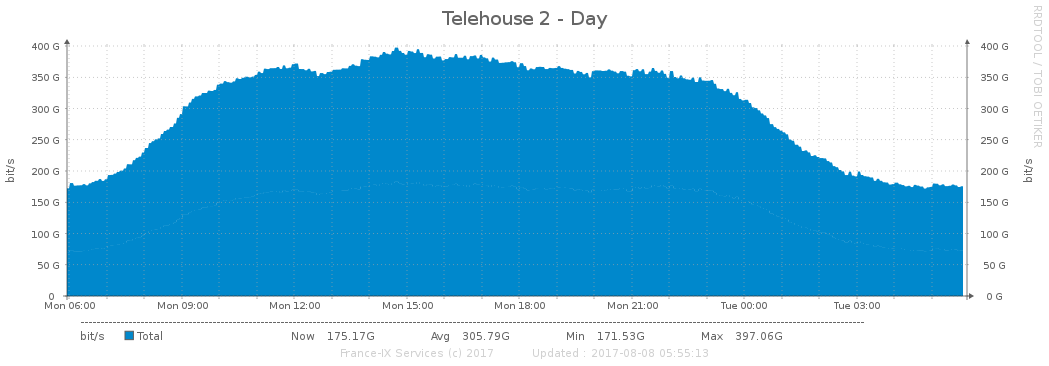 Telehouse 2 - Day
RRDTOOL / TOBI OETIKER
bit/s
400 G
350 G
300 G
250 G
200 G
150 G
100 G
50 G
0
400 G
350 G
300 G
250 G
200 G
150 G
100 G
50 G
0 G
bit/s
Mon 06:00 Mon 09:00 Mon 12:00 Mon 15:00 Mon 18:00 Mon 21:00 Tue 00:00 Tue 03:00
bit/s Total Now 175.17G Avg 305.79G Min 171.53G Max 397.06G
France-IX Services (c) 2017 Updated : 2017-08-08 05:55:13